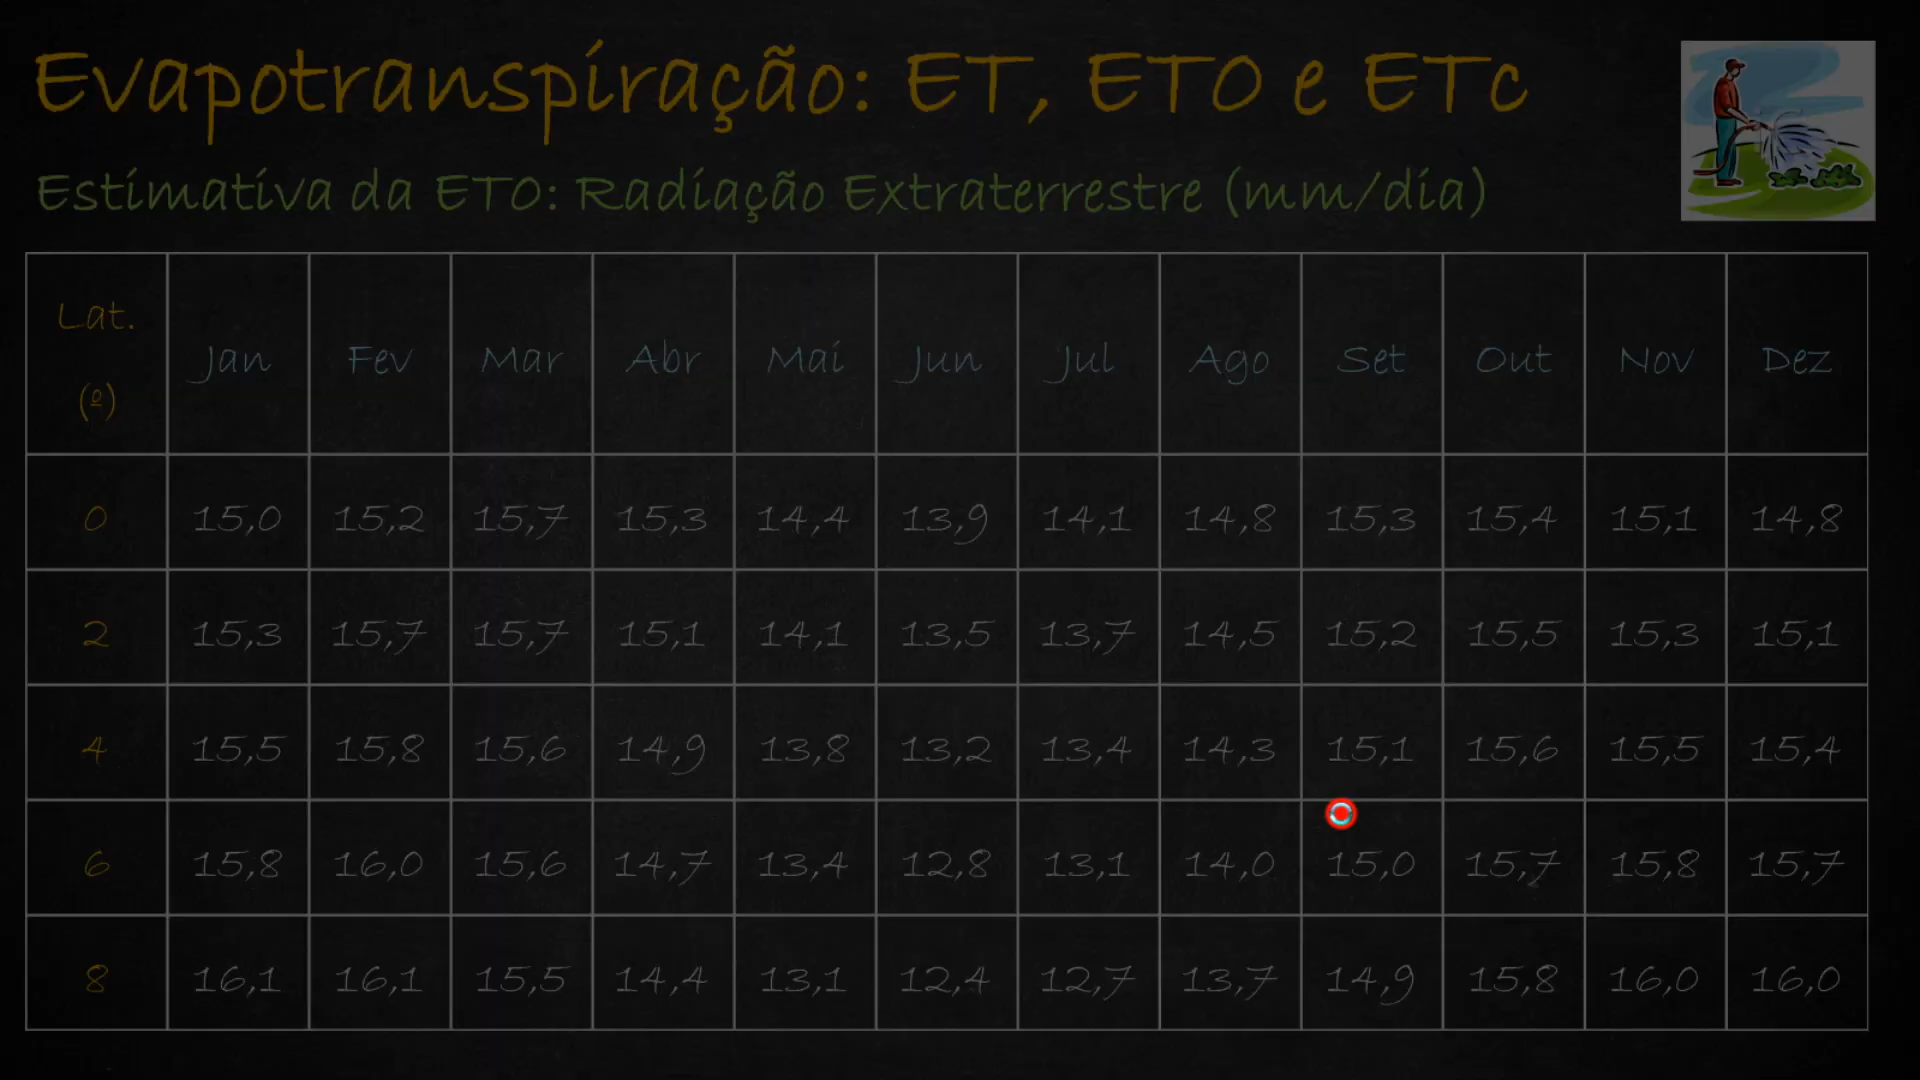 Evapotranspiração: ET, ETO e ETc
Estimativa da ETO: Radiação Extraterrestre (mm/dia)
Lat. (º) Jan Fev Mar Abr Mai Jun Jul Ago Set Out Nov Dez
0 15,0 15,2 15,7 15,3 14,4 13,9 14,1 14,8 15,3 15,4 15,1 14,8
2 15,3 15,7 15,7 15,1 14,1 13,5 13,7 14,5 15,2 15,5 15,3 15,1
4 15,5 15,8 15,6 14,9 13,8 13,2 13,4 14,3 15,1 15,6 15,5 15,4
6 15,8 16,0 15,6 14,7 13,4 12,8 13,1 14,0 15,0 15,7 15,8 15,7
8 16,1 16,1 15,5 14,4 13,1 12,4 12,7 13,7 14,9 15,8 16,0 16,0